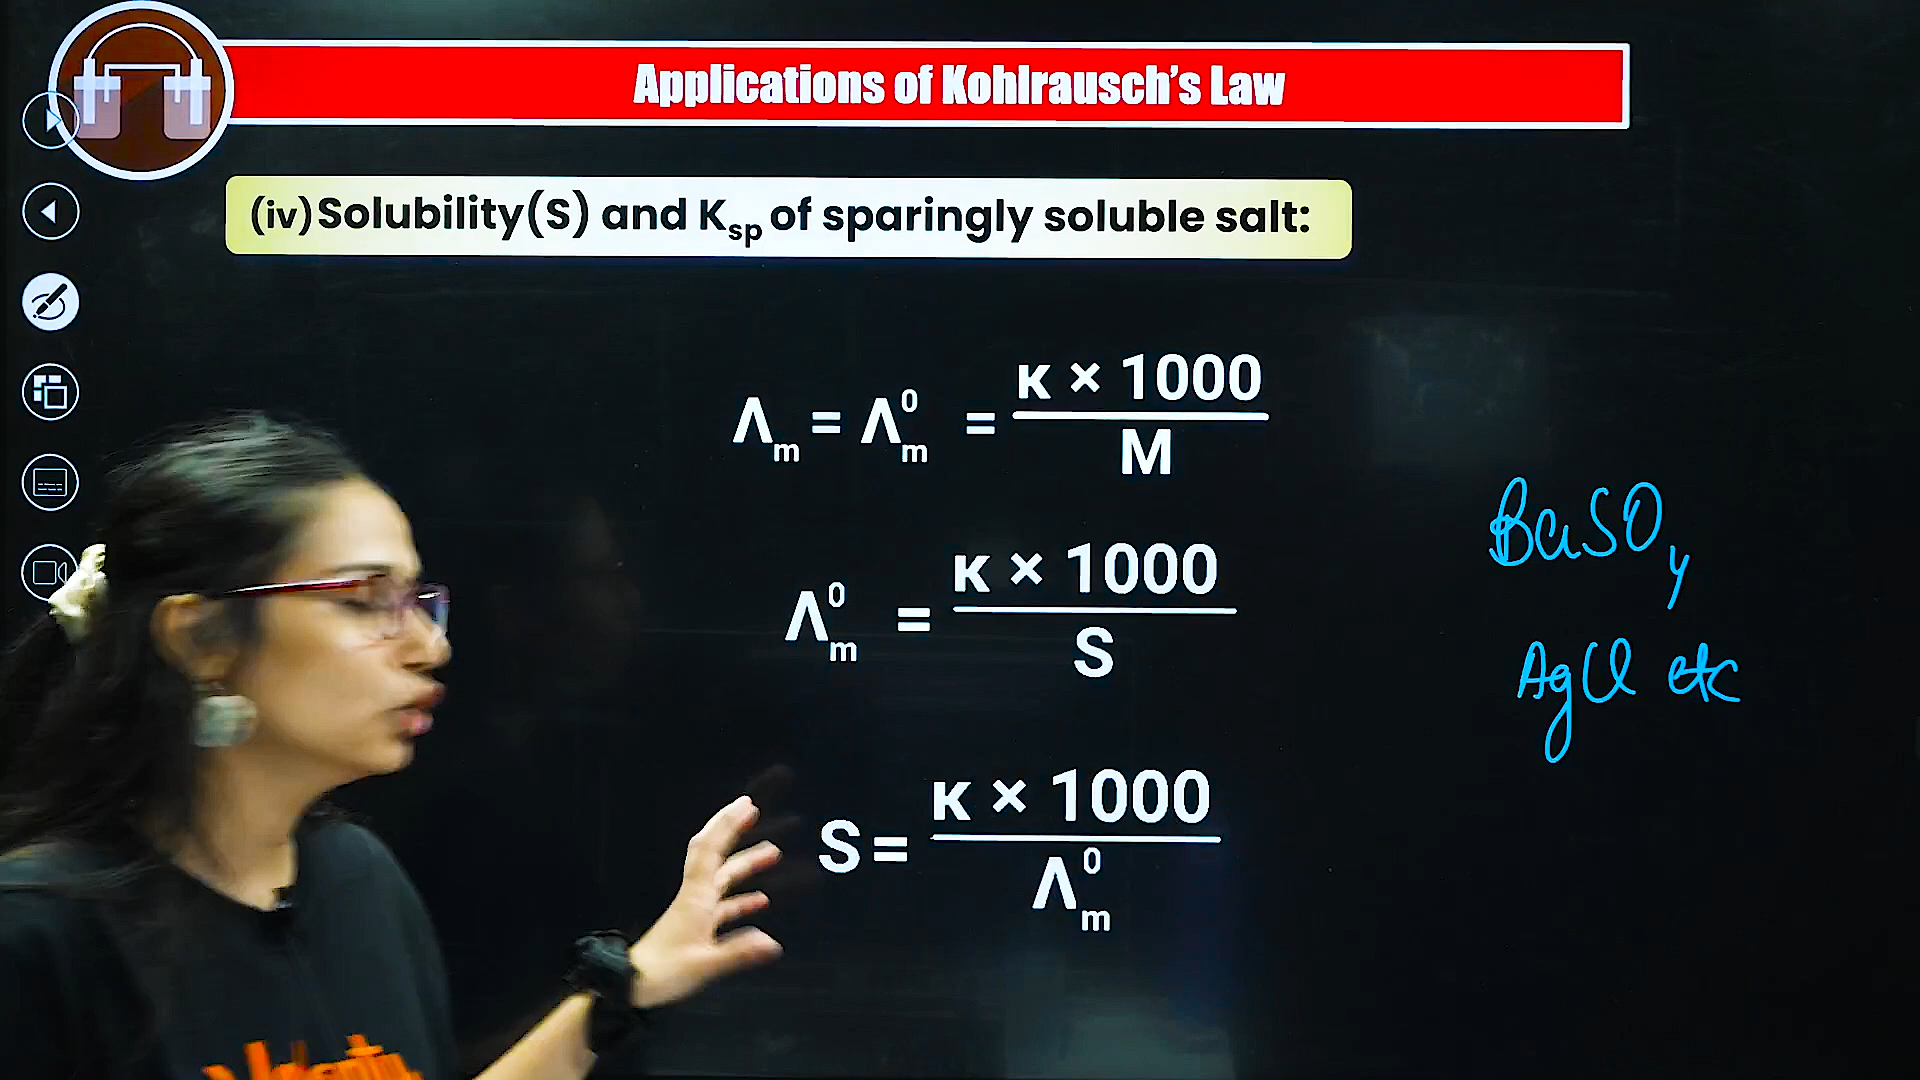 Applications of Kohlrausch's Law
(iv) Solubility(S) and Ksp of sparingly soluble salt:
Λm = Λ⁰m = κ × 1000 / M
Λ⁰m = κ × 1000 / S
S = κ × 1000 / Λ⁰m
BaSO4
AgCl etc